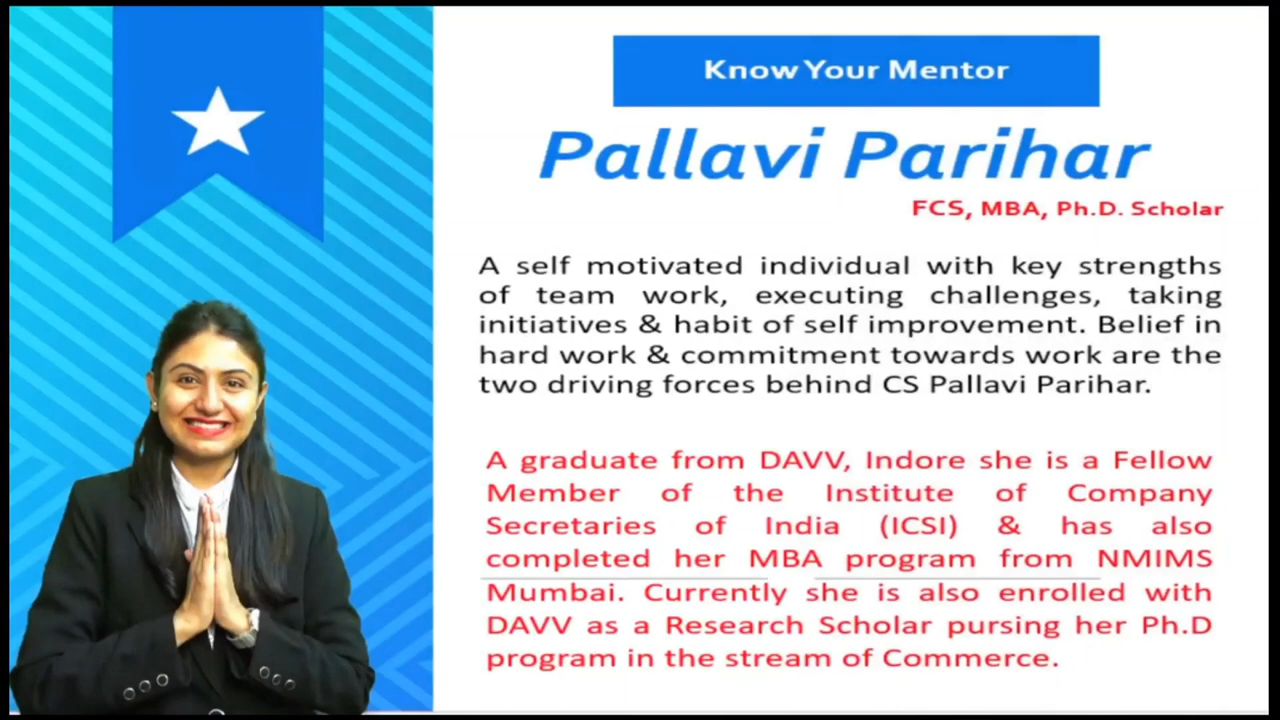 Know Your Mentor
Pallavi Parihar
FCS, MBA, Ph.D. Scholar
A self motivated individual with key strengths
of team work, executing challenges, taking
initiatives & habit of self improvement. Belief in
hard work & commitment towards work are the
two driving forces behind CS Pallavi Parihar.
A graduate from DAVV, Indore she is a Fellow
Member of the Institute of Company
Secretaries of India (ICSI) & has also
completed her MBA program from NMIMS
Mumbai. Currently she is also enrolled with
DAVV as a Research Scholar pursing her Ph.D
program in the stream of Commerce.